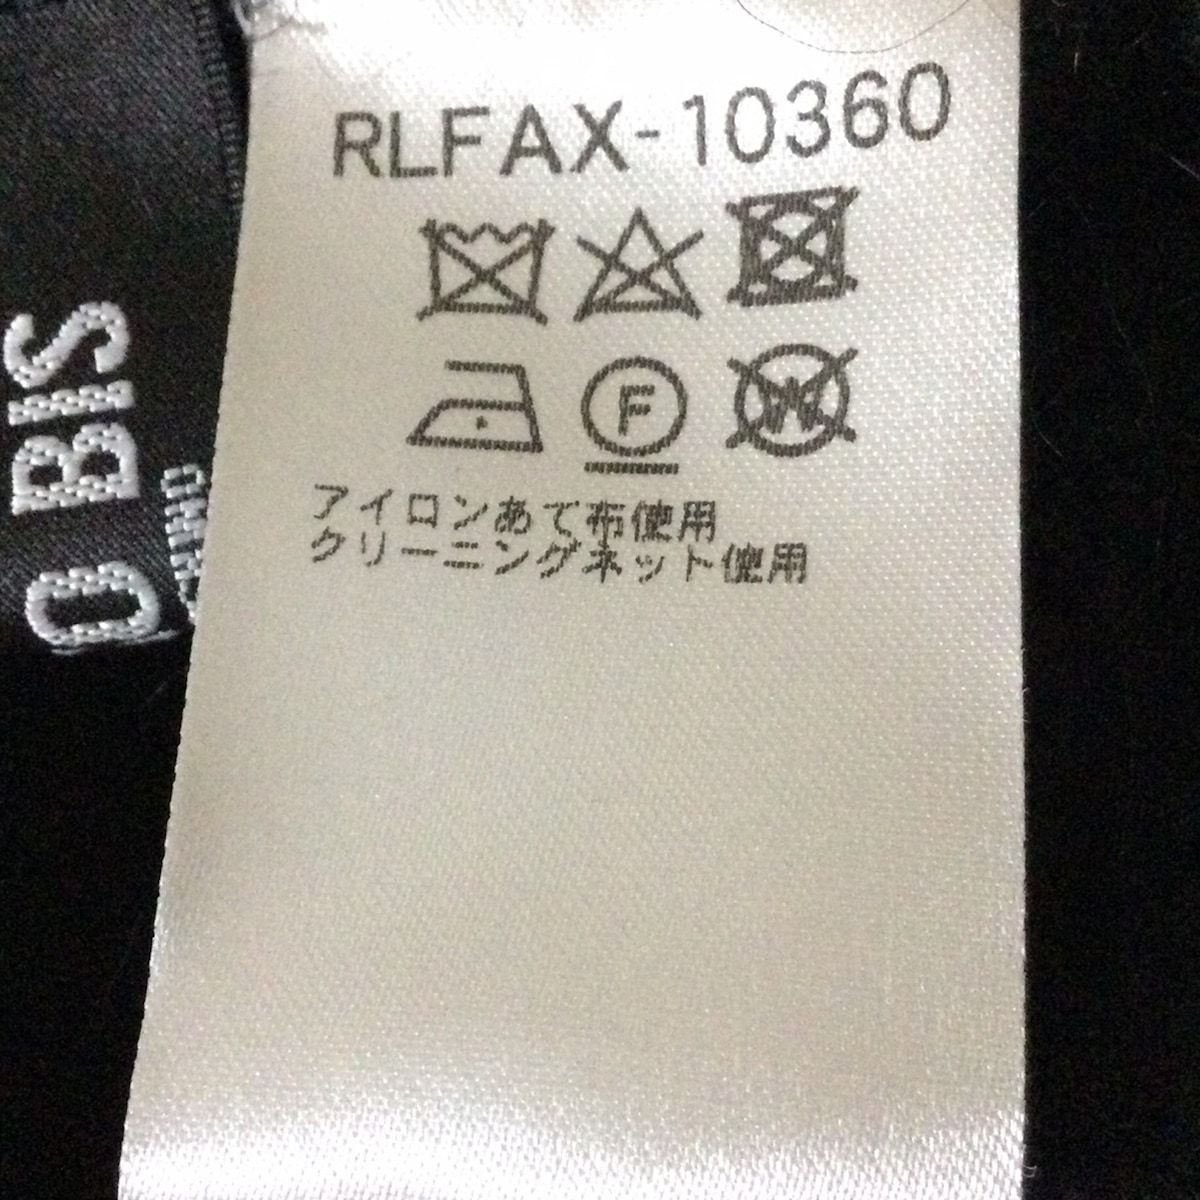 RLFAX-10360
F
W
アイロンあて布使用
クリーニングネット使用
O BIS